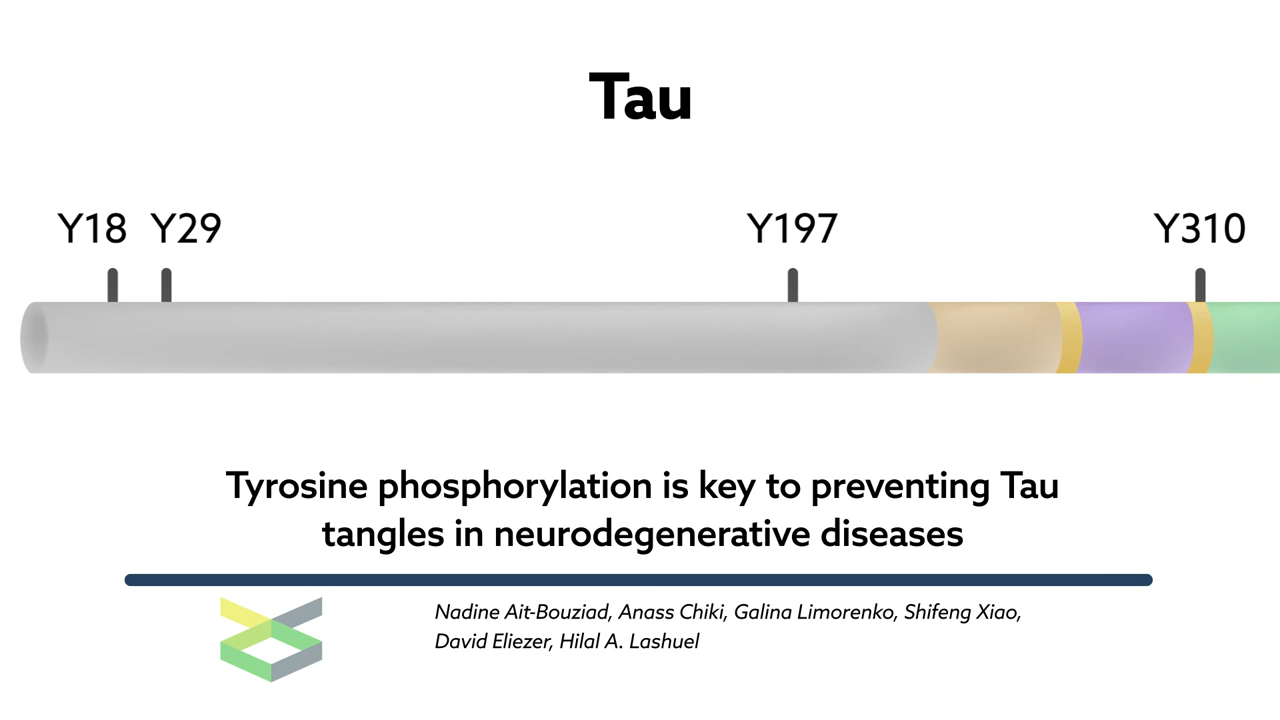 Tau
Y18 Y29 Y197 Y310
Tyrosine phosphorylation is key to preventing Tau
tangles in neurodegenerative diseases
Nadine Ait-Bouziad, Anass Chiki, Galina Limorenko, Shifeng Xiao,
David Eliezer, Hilal A. Lashuel